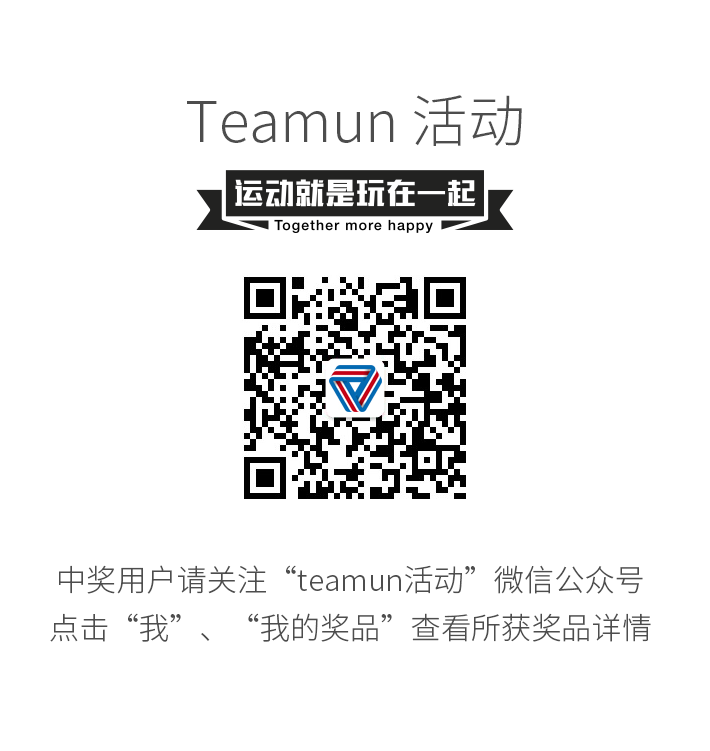 Teamun 活动
运动就是玩在一起
Together more happy
中奖用户请关注“teamun活动”微信公众号
点击“我”、“我的奖品”查看所获奖品详情